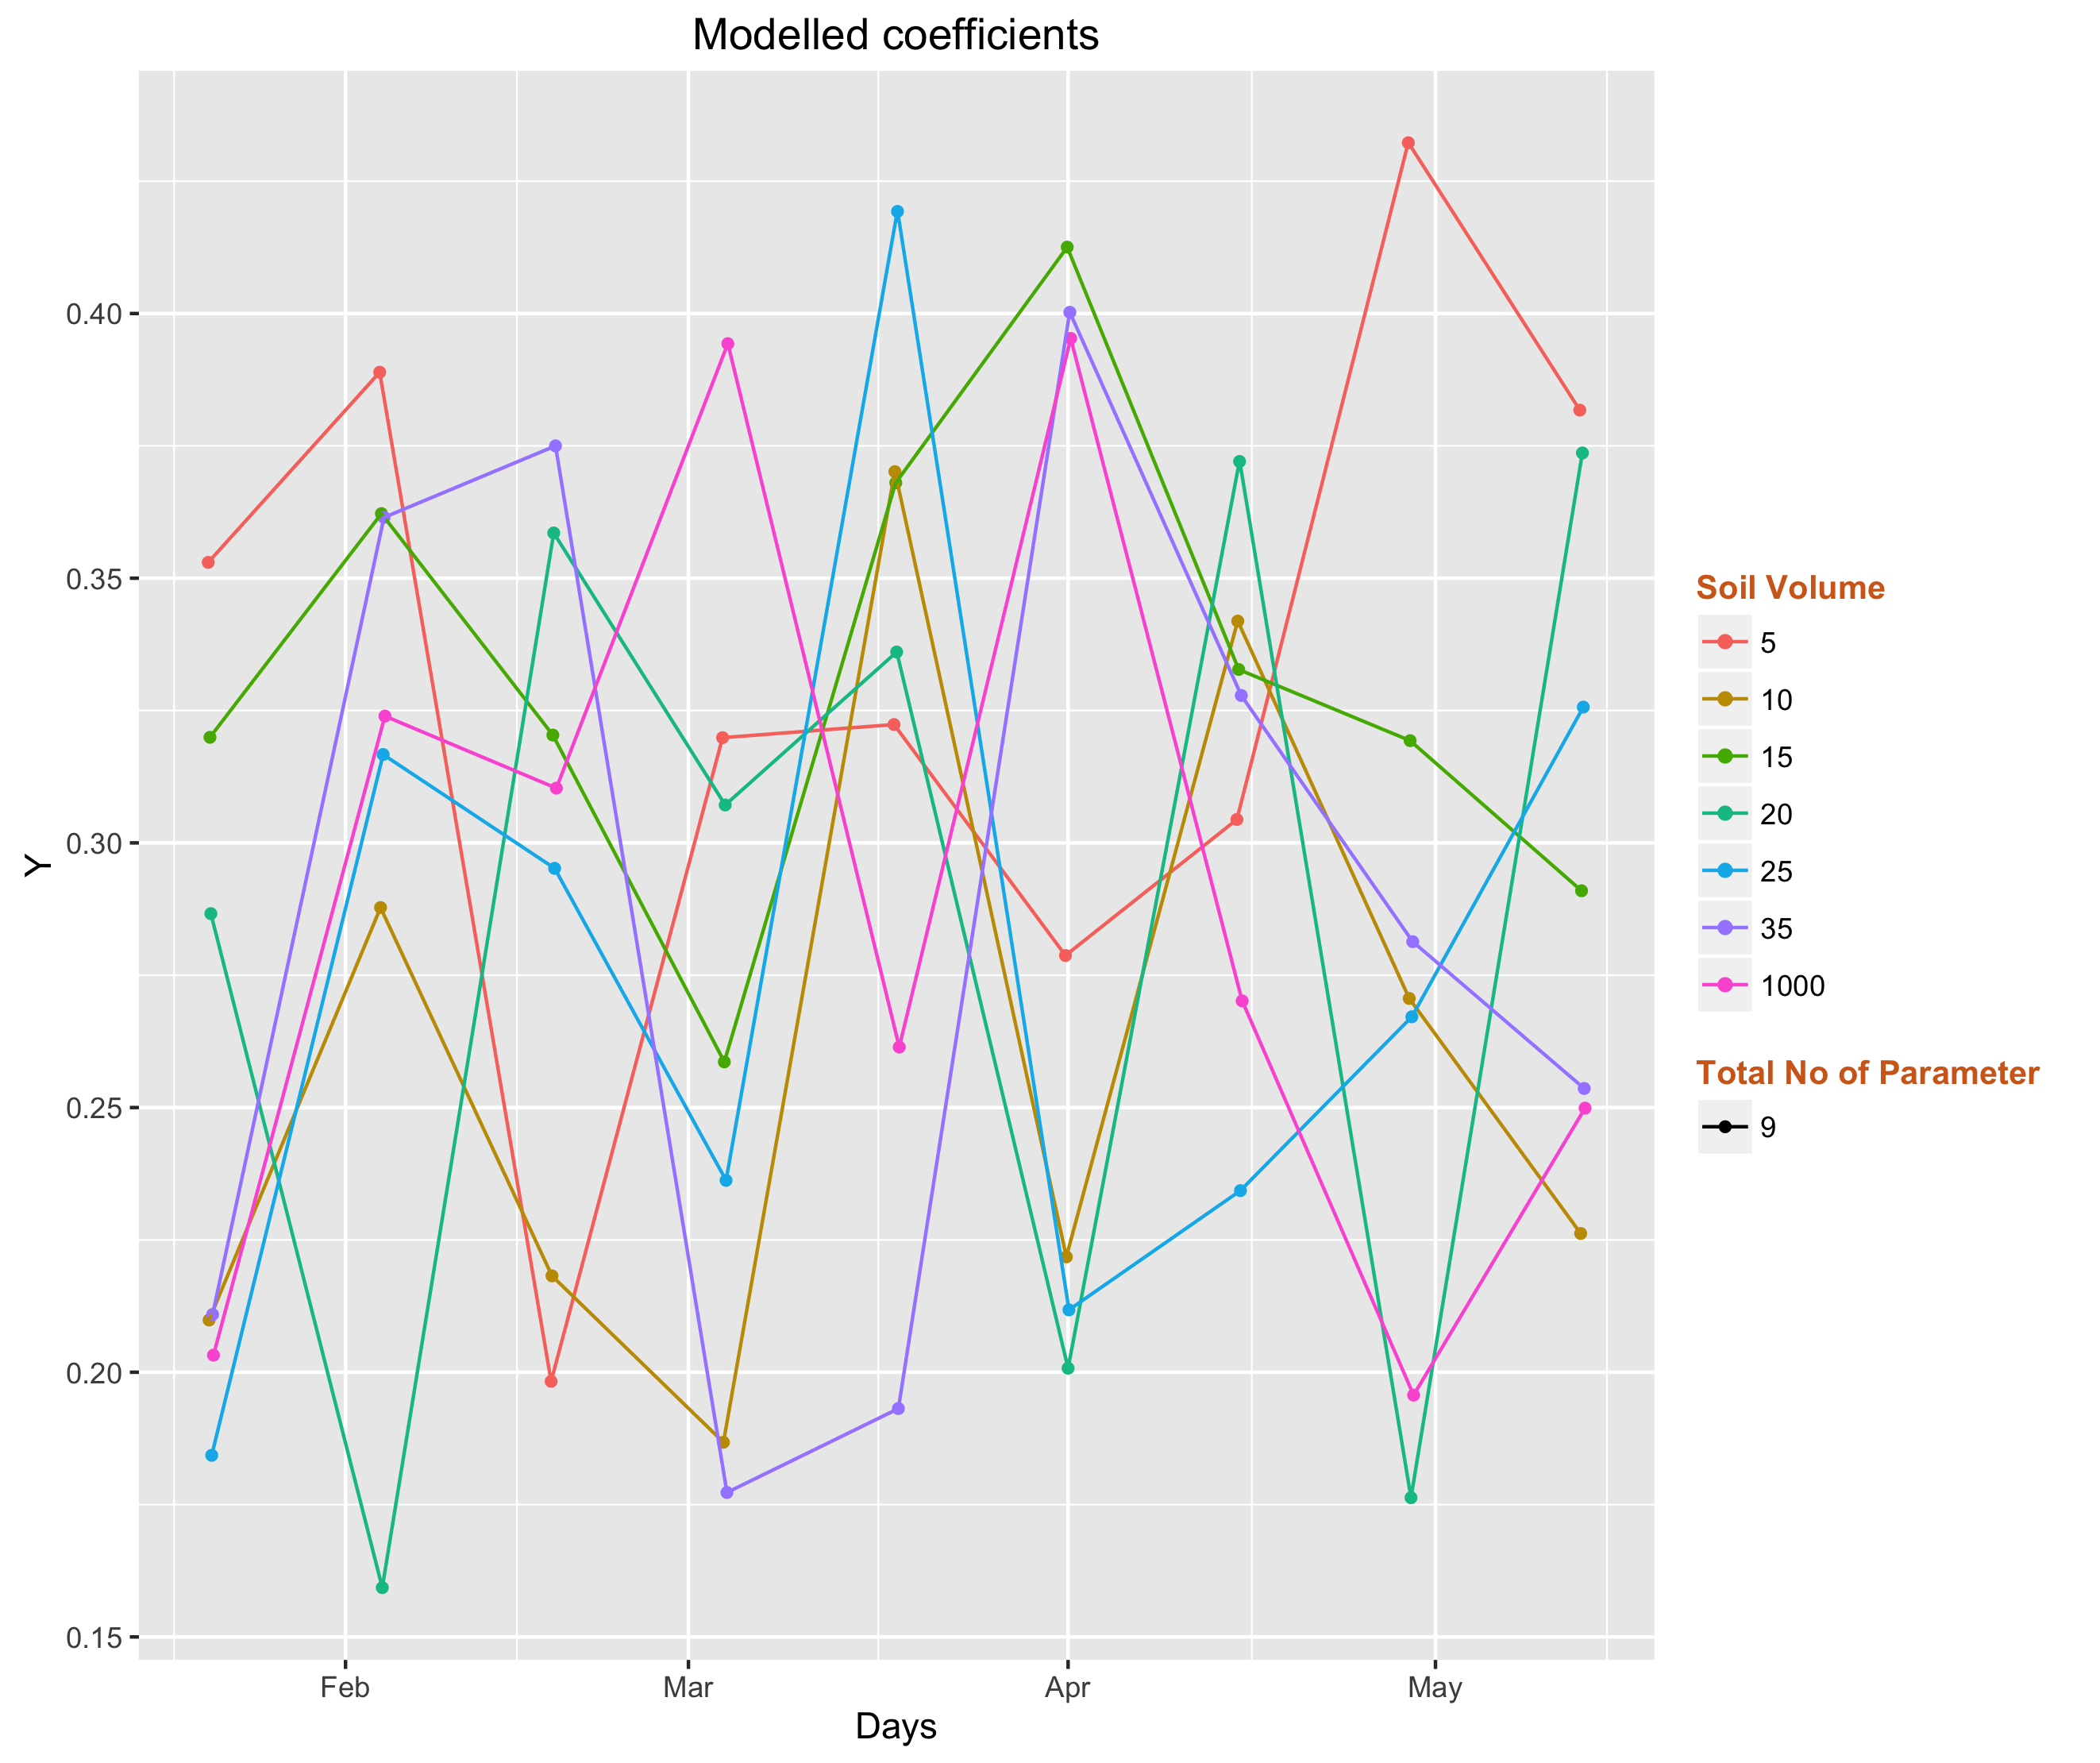 Modelled coefficients
Y
0.40
0.35
0.30
0.25
0.20
0.15
Feb
Mar
Apr
May
Days
Soil Volume
5
10
15
20
25
35
1000
Total No of Parameter
9